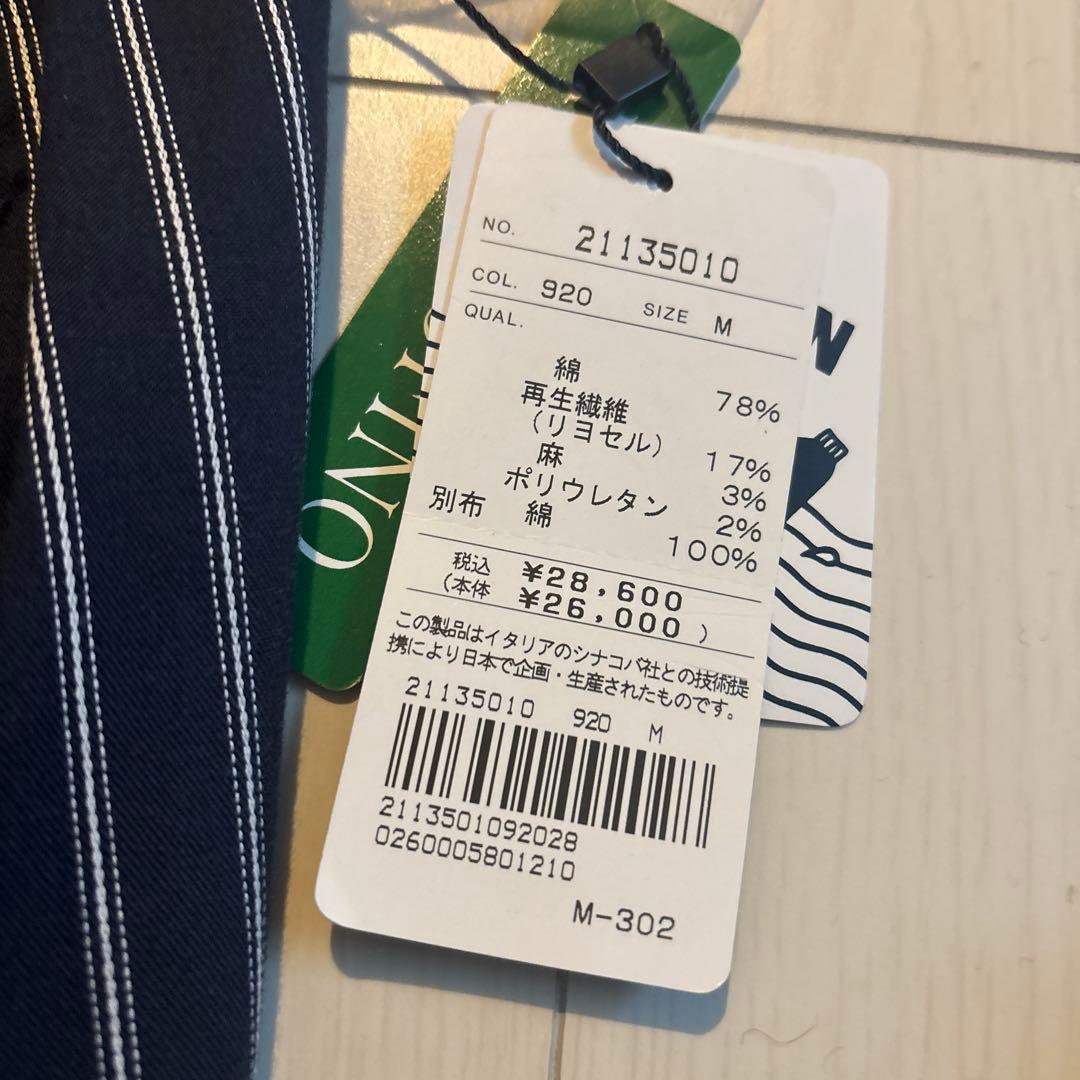 NO. 21135010
COL. 920 SIZE M
QUAL.
綿 78%
再生繊維
(リヨセル) 17%
麻 3%
ポリウレタン 2%
別布 綿 100%
税込 ¥28,600
(本体 ¥26,000 )
この製品はイタリアのシナコバ社との技術提
携により日本で企画・生産されたものです。
21135010 920 M
2113501092028
0260005801210
M-302